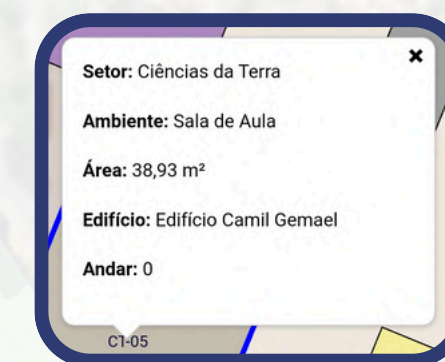 Setor: Ciências da Terra
Ambiente: Sala de Aula
Área: 38,93 m²
Edifício: Edifício Camil Gemael
Andar: 0
CT-05